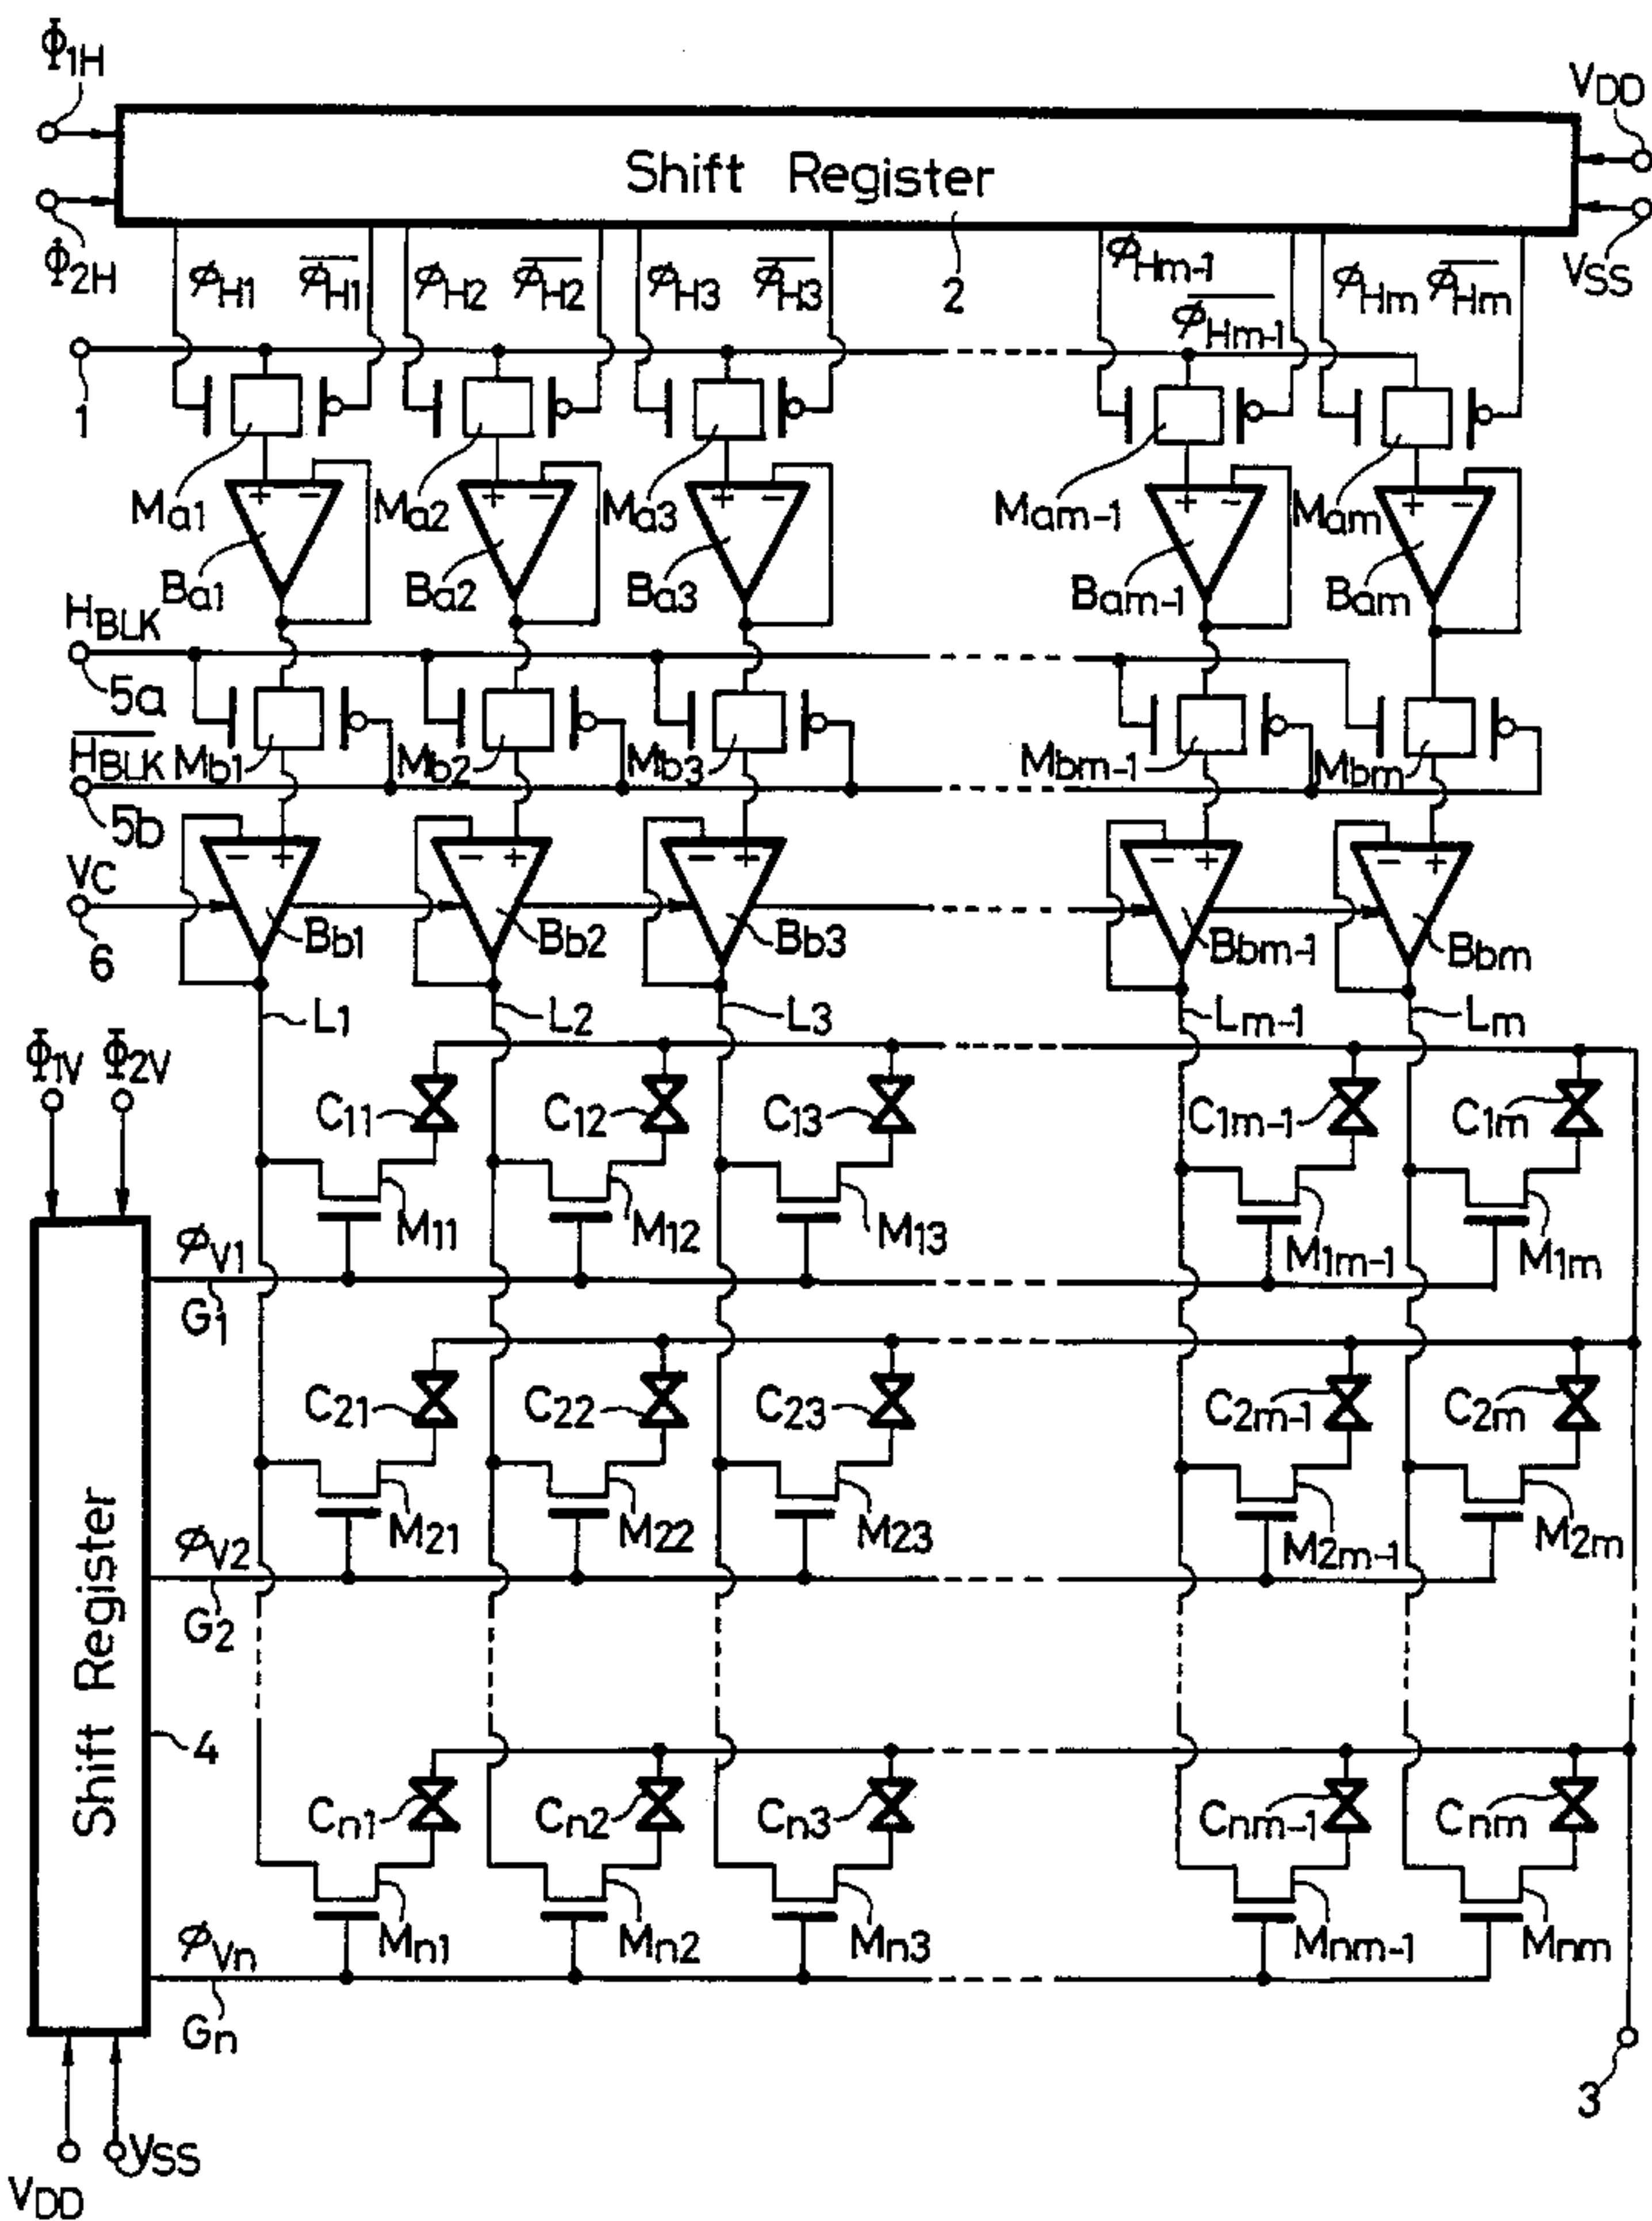 Φ1H
VDD
Shift Register
Φ2H
φH1 φH1 φH2 φH2 φH3 φH3 2 φHm-1 φHm-1 φHm φHm
VSS
1
+ − + − + − + − + −
Ma1 Ma2 Ma3 Mam-1 Mam
Ba1 Ba2 Ba3 Bam-1 Bam
HBLK
5a
HBLK Mb1 Mb2 Mb3 Mbm-1 Mbm
5b
− + − + − + − + − +
VC
6
Bb1 Bb2 Bb3 Bbm-1 Bbm
L1 L2 L3 Lm-1 Lm
Φ1V Φ2V
C11 C12 C13 C1m-1 C1m
M11 M12 M13 M1m-1 M1m
φV1
G1
C21 C22 C23 C2m-1 C2m
M21 M22 M23 M2m-1 M2m
φV2
G2
Shift Register
4
Cn1 Cn2 Cn3 Cnm-1 Cnm
Mn1 Mn2 Mn3 Mnm-1 Mnm
φVn
Gn
3
VSS
VDD